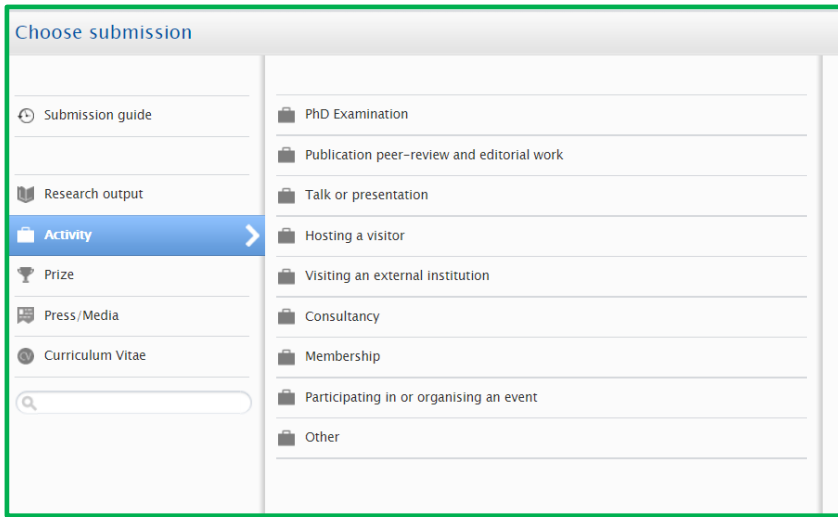 Choose submission
Submission guide
Research output
Activity
Prize
Press/Media
Curriculum Vitae
PhD Examination
Publication peer-review and editorial work
Talk or presentation
Hosting a visitor
Visiting an external institution
Consultancy
Membership
Participating in or organising an event
Other